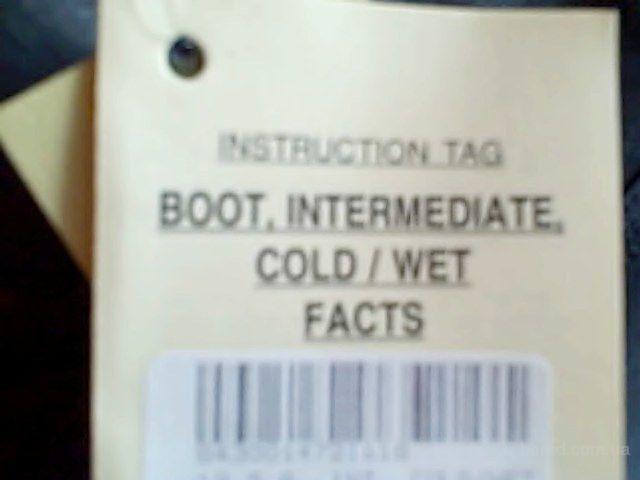 INSTRUCTION TAG
BOOT, INTERMEDIATE,
COLD / WET
FACTS